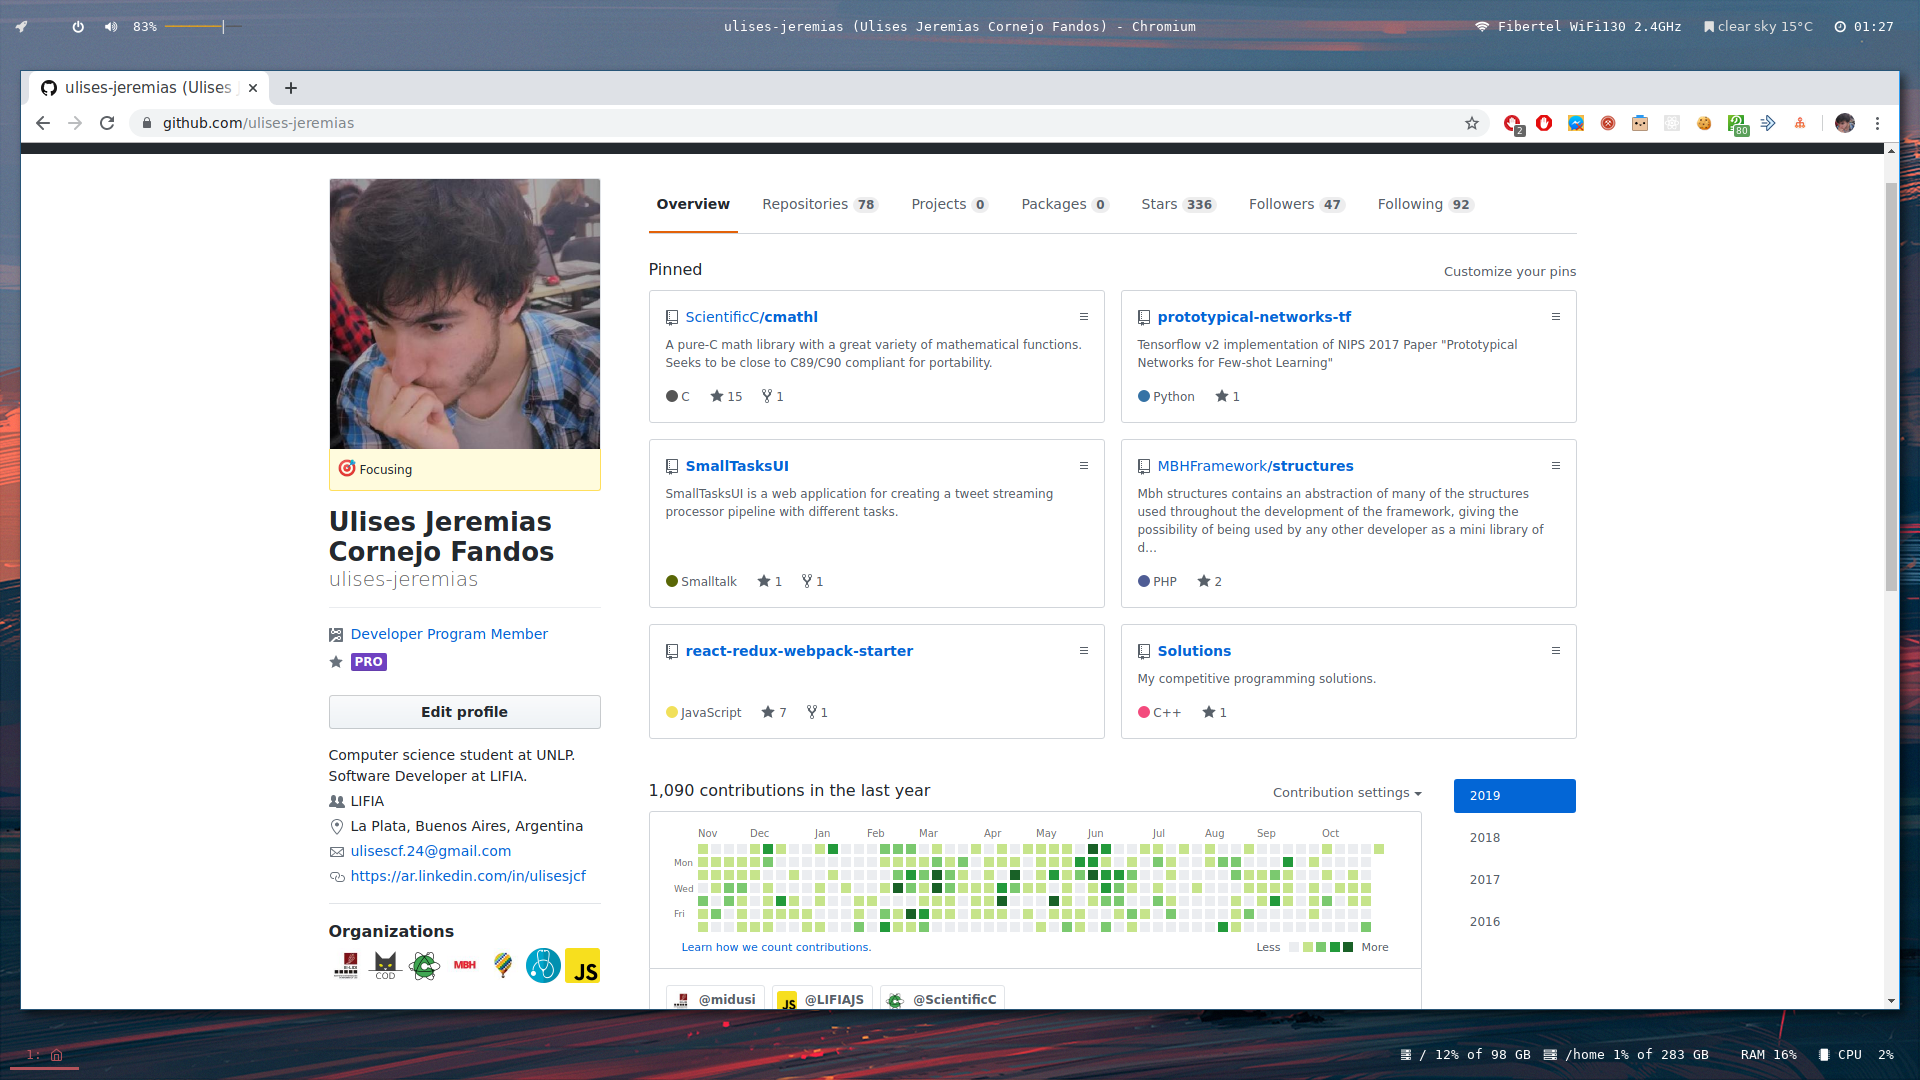 83%
ulises-jeremias (Ulises Jeremias Cornejo Fandos) - Chromium
Fibertel WiFi130 2.4GHz
clear sky 15°C
01:27
ulises-jeremias (Ulises J
github.com/ulises-jeremias
2
80
Overview
Repositories 78
Projects 0
Packages 0
Stars 336
Followers 47
Following 92
Focusing
Ulises Jeremias
Cornejo Fandos
ulises-jeremias
Developer Program Member
PRO
Edit profile
Computer science student at UNLP.
Software Developer at LIFIA.
LIFIA
La Plata, Buenos Aires, Argentina
ulisescf.24@gmail.com
https://ar.linkedin.com/in/ulisesjcf
Organizations
COD
MBH
JS
Pinned
Customize your pins
ScientificC/cmathl
A pure-C math library with a great variety of mathematical functions.
Seeks to be close to C89/C90 compliant for portability.
C 15 1
prototypical-networks-tf
Tensorflow v2 implementation of NIPS 2017 Paper "Prototypical
Networks for Few-shot Learning"
Python 1
SmallTasksUI
SmallTasksUI is a web application for creating a tweet streaming
processor pipeline with different tasks.
Smalltalk 1 1
MBHFramework/structures
Mbh structures contains an abstraction of many of the structures
used throughout the development of the framework, giving the
possibility of being used by any other developer as a mini library of
d...
PHP 2
react-redux-webpack-starter
JavaScript 7 1
Solutions
My competitive programming solutions.
C++ 1
1,090 contributions in the last year
Contribution settings
2019
2018
2017
2016
Nov Dec Jan Feb Mar Apr May Jun Jul Aug Sep Oct
Mon
Wed
Fri
Learn how we count contributions.
Less More
@midusi
JS @LIFIAJS
@ScientificC
1:
/ 12% of 98 GB
/home 1% of 283 GB
RAM 16%
CPU 2%